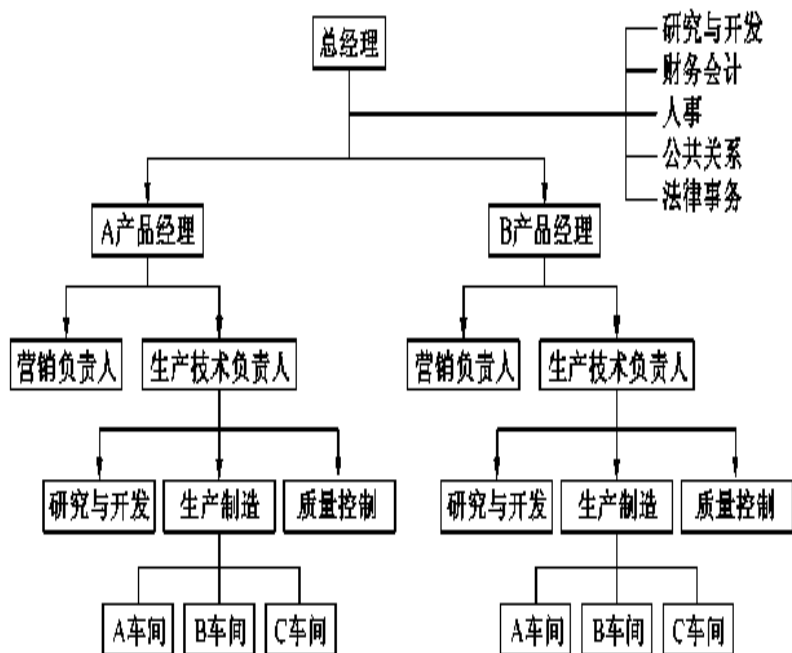 总经理
研究与开发
财务会计
人事
公共关系
法律事务
A产品经理
B产品经理
营销负责人
生产技术负责人
营销负责人
生产技术负责人
研究与开发
生产制造
质量控制
研究与开发
生产制造
质量控制
A车间
B车间
C车间
A车间
B车间
C车间